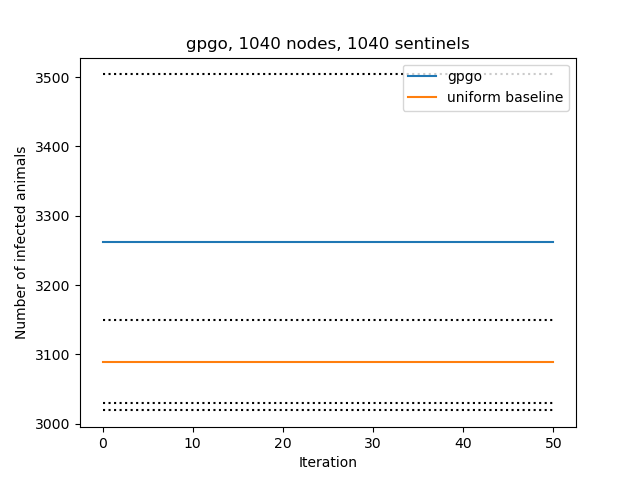 gpgo, 1040 nodes, 1040 sentinels
gpgo
uniform baseline
Number of infected animals
3500
3400
3300
3200
3100
3000
0 10 20 30 40 50
Iteration